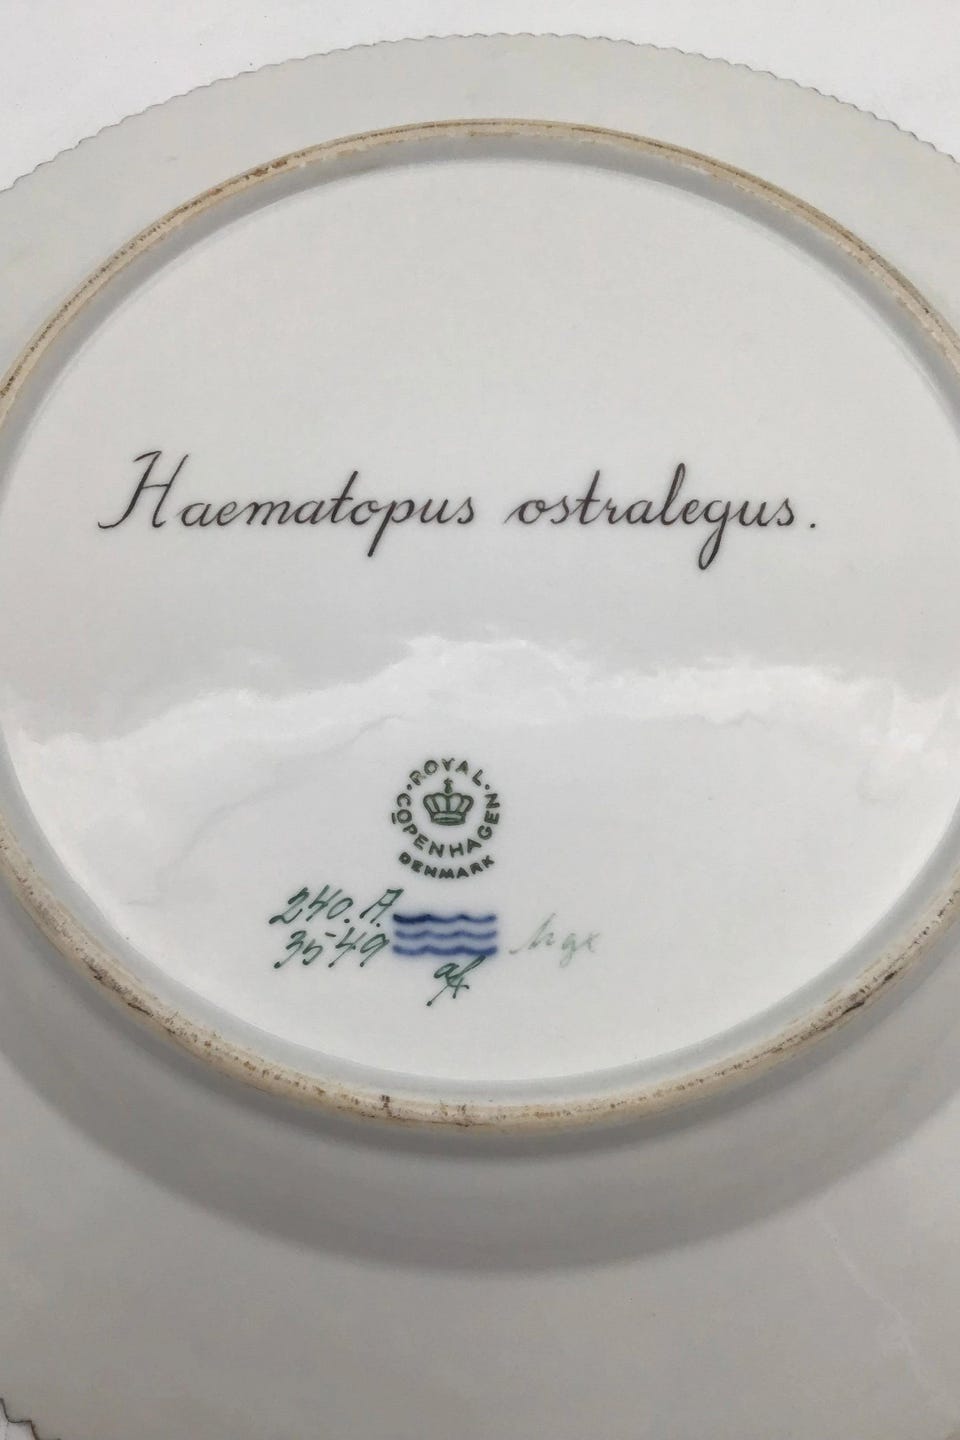 Haematopus ostralegus.
ROYAL COPENHAGEN
DENMARK
240. A.
3549